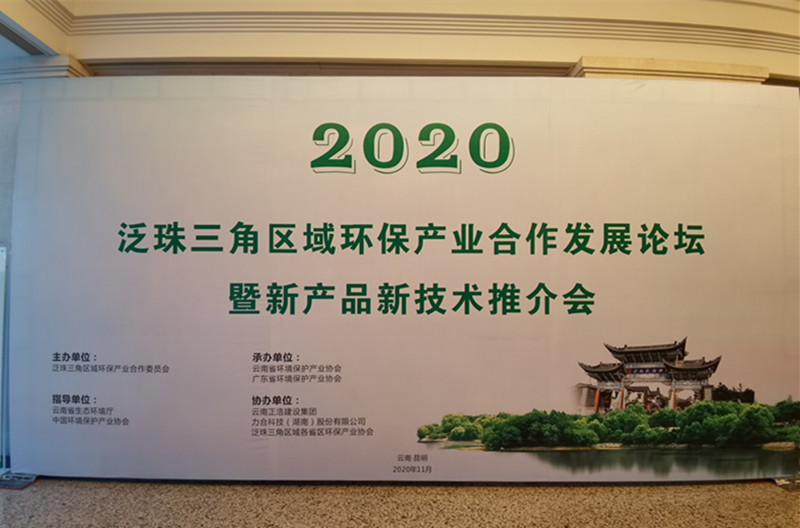 2020
泛珠三角区域环保产业合作发展论坛
暨新产品新技术推介会
主办单位：
泛珠三角区域环保产业合作委员会
指导单位：
云南省生态环境厅
中国环境保护产业协会
承办单位：
云南省环境保护产业协会
广东省环境保护产业协会
协办单位：
云南正浩建设集团
力合科技（湖南）股份有限公司
泛珠三角区域各省区环保产业协会
云南·昆明
2020年11月